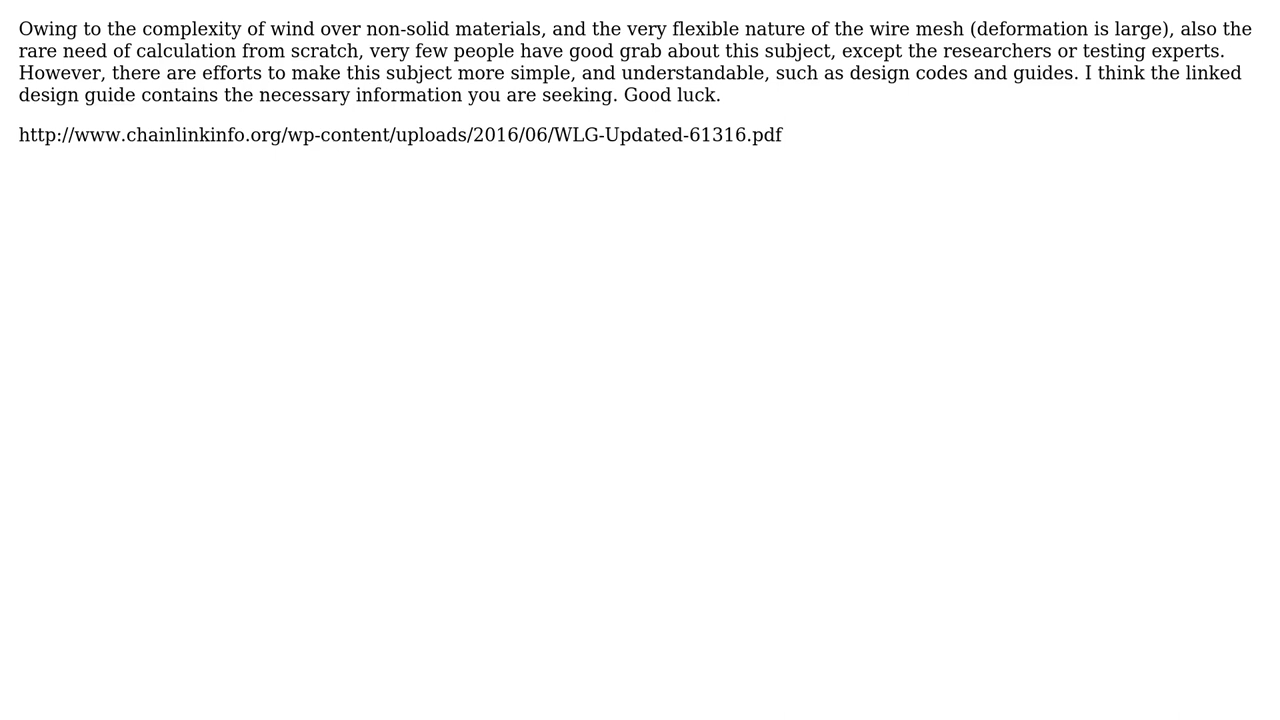 Owing to the complexity of wind over non-solid materials, and the very flexible nature of the wire mesh (deformation is large), also the
rare need of calculation from scratch, very few people have good grab about this subject, except the researchers or testing experts.
However, there are efforts to make this subject more simple, and understandable, such as design codes and guides. I think the linked
design guide contains the necessary information you are seeking. Good luck.
http://www.chainlinkinfo.org/wp-content/uploads/2016/06/WLG-Updated-61316.pdf